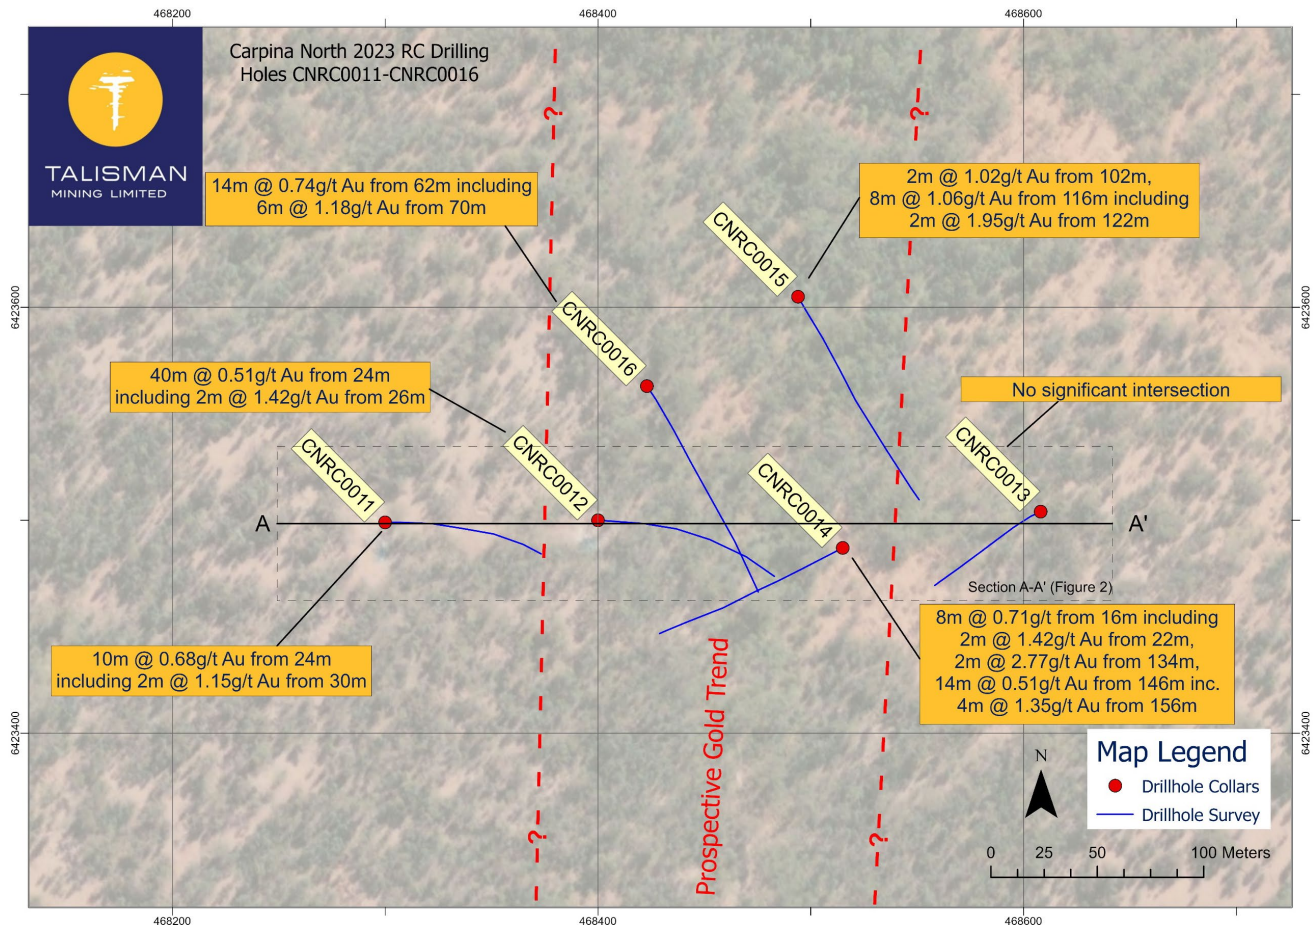 468200
468400
468600
TALISMAN
MINING LIMITED
Carpina North 2023 RC Drilling
Holes CNRC0011-CNRC0016
?
?
14m @ 0.74g/t Au from 62m including
6m @ 1.18g/t Au from 70m
2m @ 1.02g/t Au from 102m,
8m @ 1.06g/t Au from 116m including
2m @ 1.95g/t Au from 122m
CNRC0015
6423600
6423600
CNRC0016
40m @ 0.51g/t Au from 24m
including 2m @ 1.42g/t Au from 26m
No significant intersection
CNRC0011
CNRC0012
CNRC0014
CNRC0013
A
A'
Section A-A' (Figure 2)
10m @ 0.68g/t Au from 24m
including 2m @ 1.15g/t Au from 30m
8m @ 0.71g/t from 16m including
2m @ 1.42g/t Au from 22m,
2m @ 2.77g/t Au from 134m,
14m @ 0.51g/t Au from 146m inc.
4m @ 1.35g/t Au from 156m
Prospective Gold Trend
6423400
6423400
?
?
N
Map Legend
Drillhole Collars
Drillhole Survey
0 25 50 100 Meters
468200
468400
468600